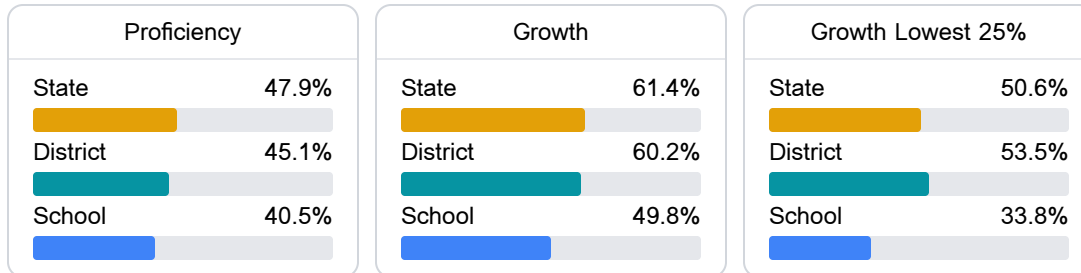 Proficiency
State 47.9%
District 45.1%
School 40.5%
Growth
State 61.4%
District 60.2%
School 49.8%
Growth Lowest 25%
State 50.6%
District 53.5%
School 33.8%